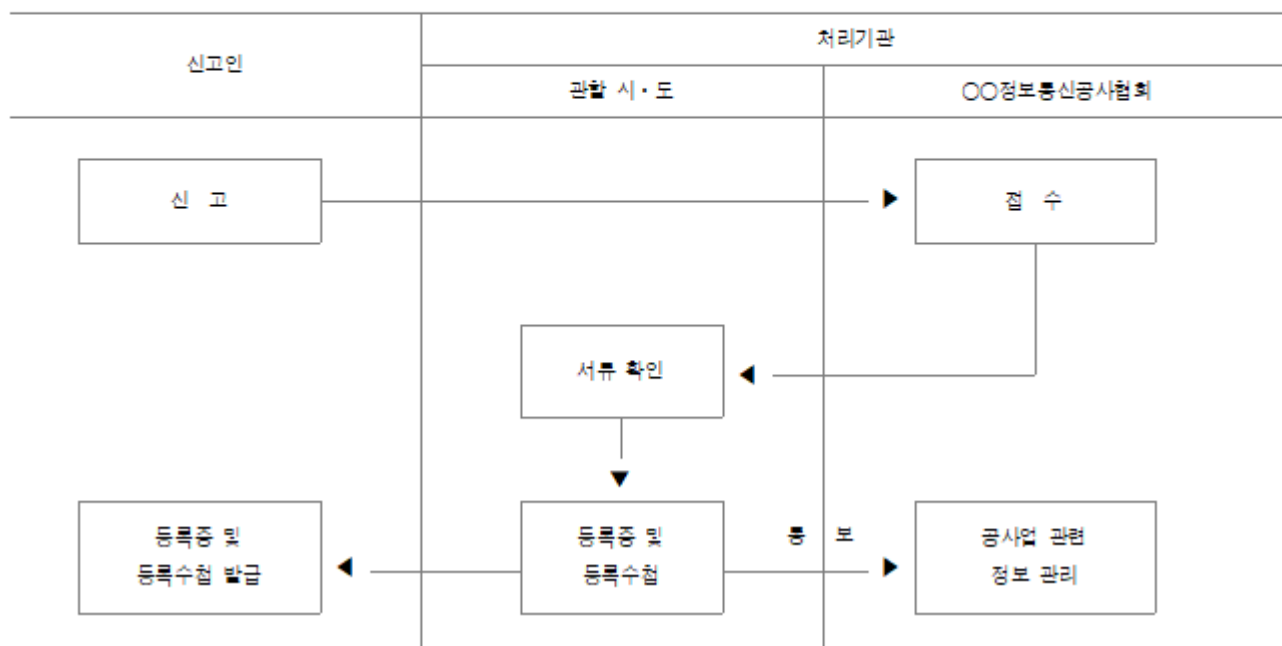 신고인
처리기관
관할 시·도
○○정보통신공사협회
신 고
접 수
서류 확인
등록증 및
등록수첩 발급
등록증 및
등록수첩
통 보
공사업 관련
정보 관리